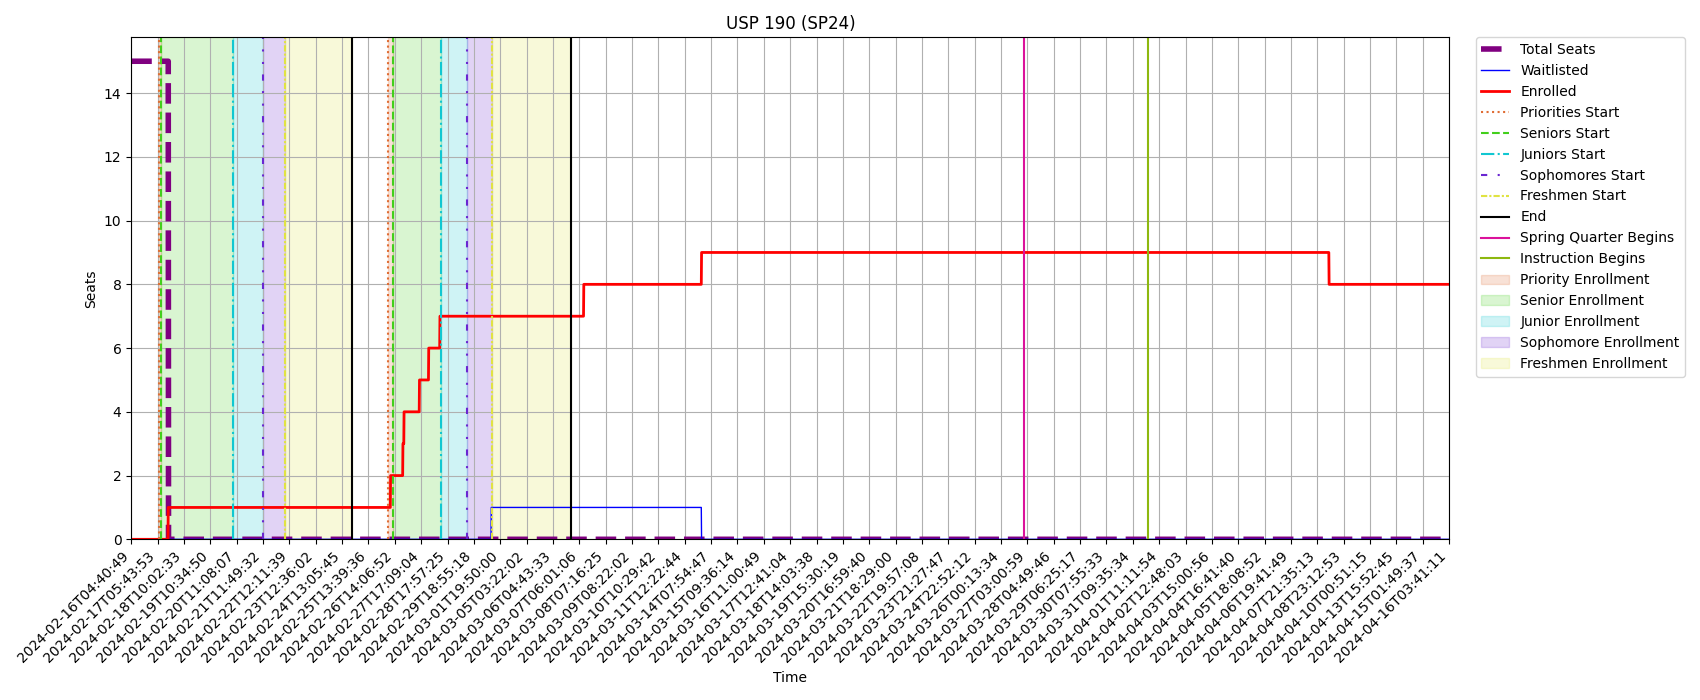 USP 190 (SP24)
14
12
10
8
6
4
2
0
Seats
2024-02-16T04:40:49
2024-02-17T05:43:53
2024-02-18T10:02:33
2024-02-19T10:34:50
2024-02-20T11:08:07
2024-02-21T11:49:32
2024-02-22T12:11:39
2024-02-23T12:36:02
2024-02-24T13:05:45
2024-02-25T13:39:36
2024-02-26T14:06:52
2024-02-27T17:09:04
2024-02-28T17:57:25
2024-02-29T18:55:18
2024-03-01T19:50:00
2024-03-05T03:22:02
2024-03-06T04:43:33
2024-03-07T06:01:06
2024-03-08T07:16:25
2024-03-09T08:22:02
2024-03-10T10:29:42
2024-03-11T12:22:44
2024-03-14T07:54:47
2024-03-15T09:36:14
2024-03-16T11:00:49
2024-03-17T12:41:04
2024-03-18T14:03:38
2024-03-19T15:30:19
2024-03-20T16:59:40
2024-03-21T18:29:00
2024-03-22T19:57:08
2024-03-23T21:27:47
2024-03-24T22:52:12
2024-03-26T00:13:34
2024-03-27T03:00:59
2024-03-28T04:49:46
2024-03-29T06:25:17
2024-03-30T07:55:33
2024-03-31T09:35:34
2024-04-01T11:11:54
2024-04-02T12:48:03
2024-04-03T15:00:56
2024-04-04T16:41:40
2024-04-05T18:08:52
2024-04-06T19:41:49
2024-04-07T21:35:13
2024-04-08T23:12:53
2024-04-10T00:51:15
2024-04-13T15:52:45
2024-04-15T01:49:37
2024-04-16T03:41:11
Time
Total Seats
Waitlisted
Enrolled
Priorities Start
Seniors Start
Juniors Start
Sophomores Start
Freshmen Start
End
Spring Quarter Begins
Instruction Begins
Priority Enrollment
Senior Enrollment
Junior Enrollment
Sophomore Enrollment
Freshmen Enrollment